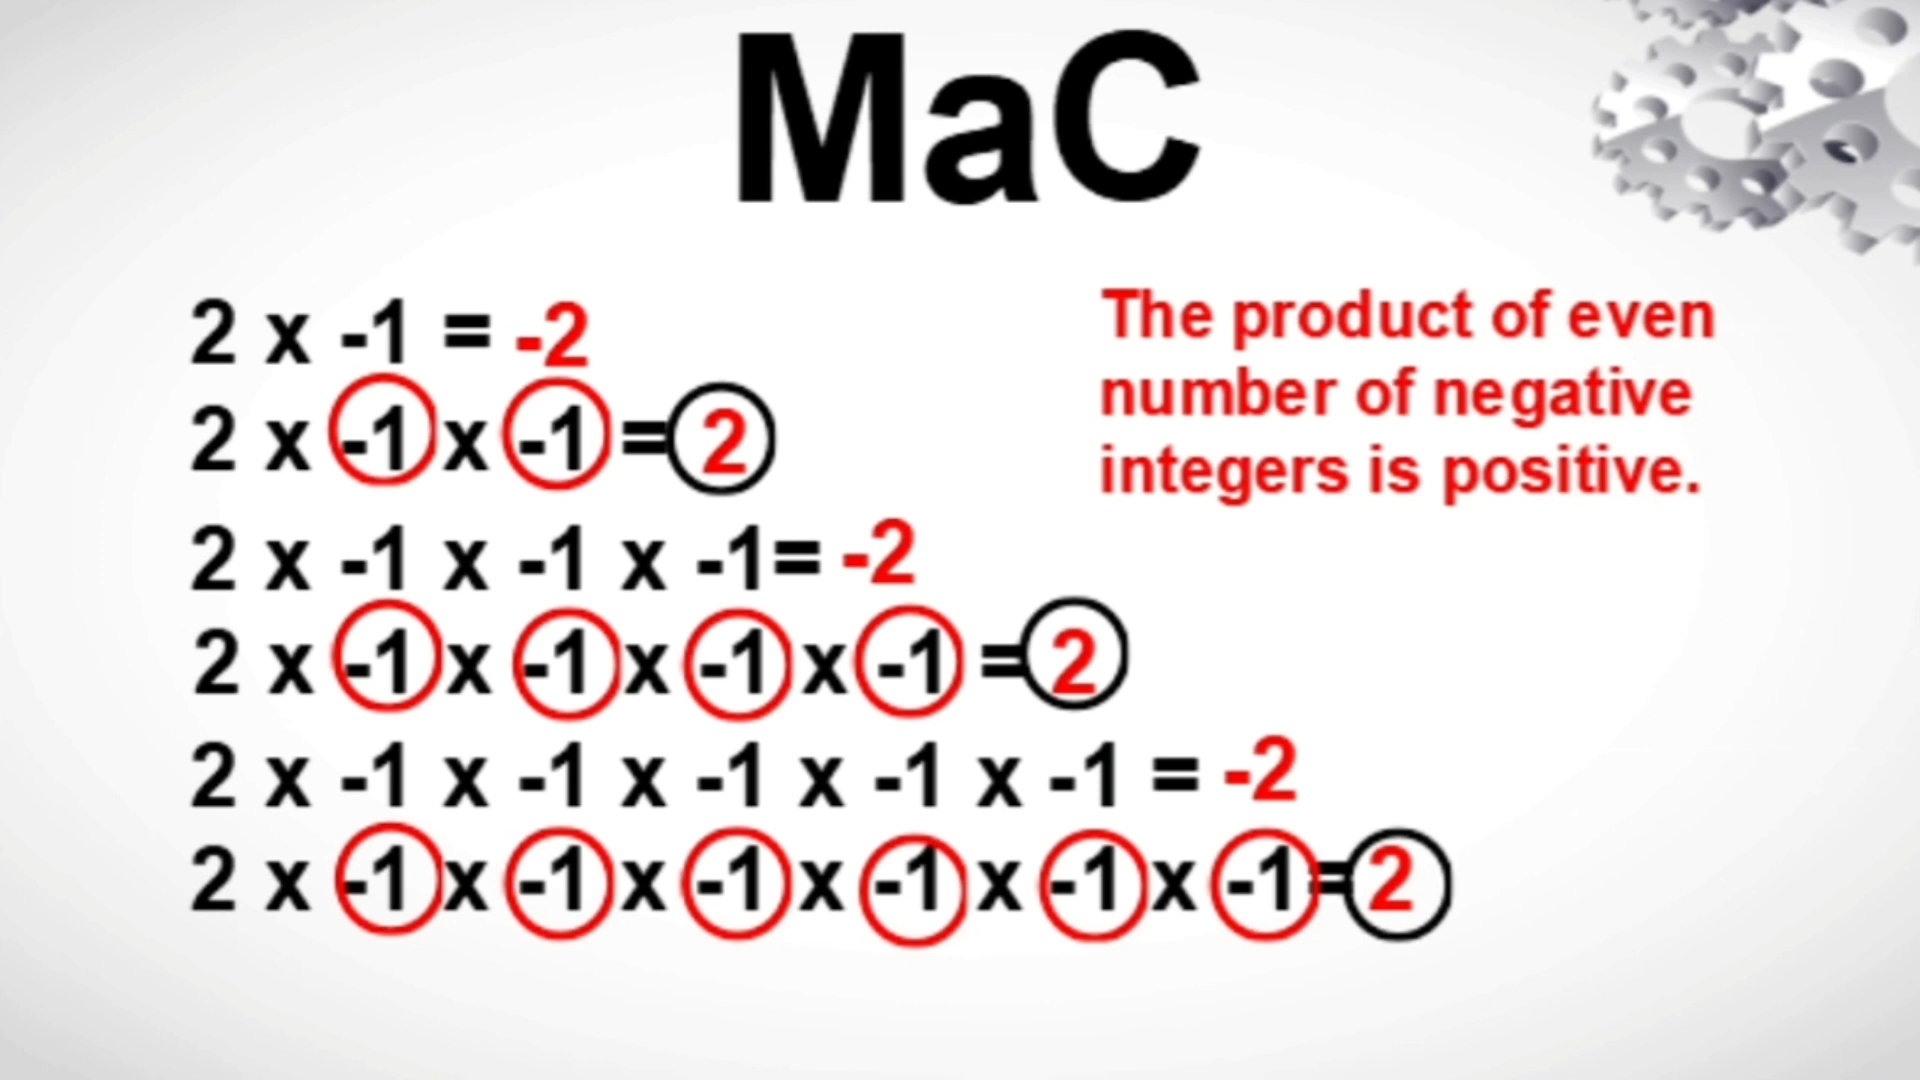 MaC
2 x -1 = -2
2 x -1 x -1 = 2
2 x -1 x -1 x -1= -2
2 x -1 x -1 x -1 x -1 = 2
2 x -1 x -1 x -1 x -1 x -1 = -2
2 x -1 x -1 x -1 x -1 x -1 x -1 = 2
The product of even
number of negative
integers is positive.